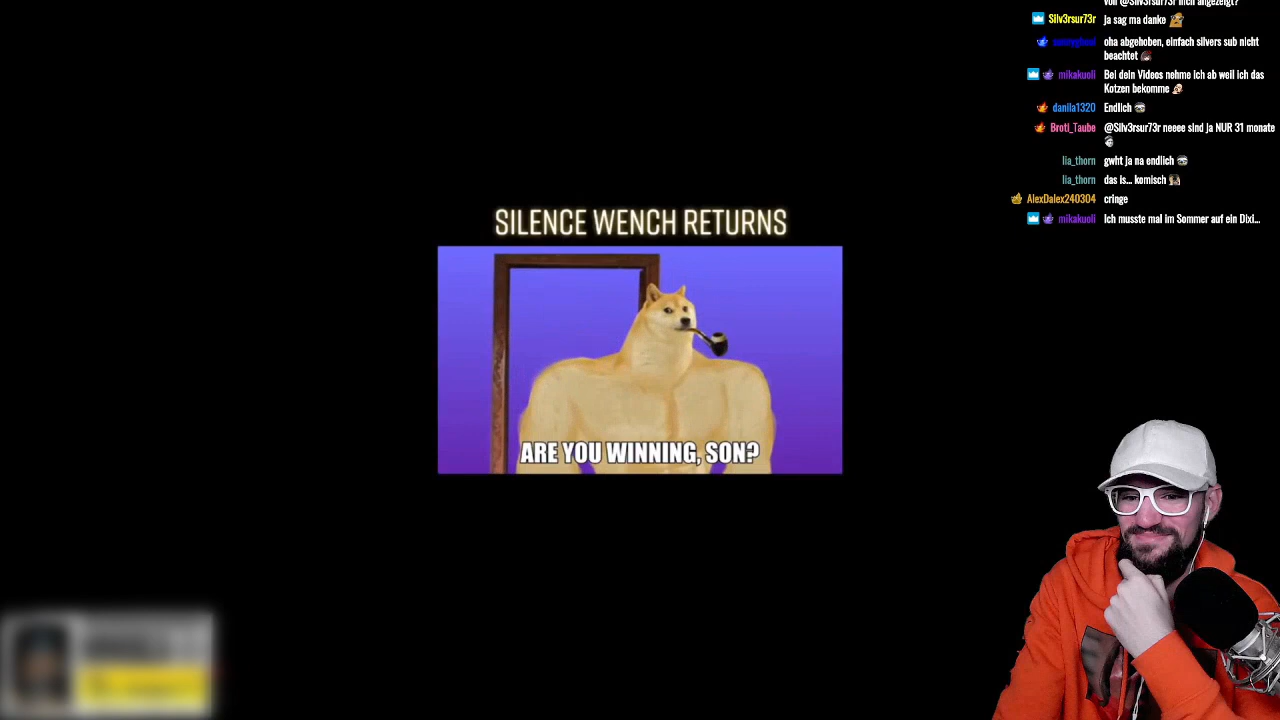 SILENCE WENCH RETURNS
ARE YOU WINNING, SON?
Silv3rsur73r Ja sag ma danke
oha abgehoben, einfach silvers sub nicht
beachtet
mikakuoli Bei dein Videos nehme ich ab weil ich das
Kotzen bekomme
danila1320 Endlich
Broti_Taube @Silv3rsur73r neeee sind ja NUR 31 monate
lia_thorn gwht ja na endlich
lia_thorn das is... komisch
AlexDalex240304 cringe
mikakuoli Ich musste mal im Sommer auf ein Dixi...